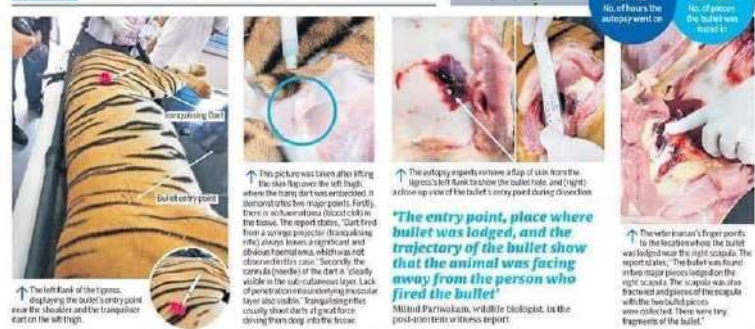 No. of hours the
autopsy went on
No. of pieces
the bullet was
found in
Tranquilising Dart
Bullet entry point
The left flank of the tigress,
displaying the bullet's entry point
near the shoulder and the tranquiliser
dart on the left thigh.
This picture was taken after lifting
the skin flap over the left thigh,
where the tranq dart was embedded. It
demonstrates two major points. Firstly,
there is no haematoma (blood clot) in
the tissue. The report states, "Dart fired
from a syringe projector (tranquilising
rifle) always leaves a significant and
obvious haematoma, which was not
observed in this case." Secondly, the
cannula (needle) of the dart is "clearly
visible in the sub-cutaneous layer. Lack
of penetration into underlying muscular
layer also visible." Tranquilising rifles
usually shoot darts at great force
driving them deep into the tissue.
The autopsy experts remove a flap of skin from the
tigress's left flank to show the bullet hole, and (right)
a close up view of the bullet's entry point during dissection
'The entry point, place where
bullet was lodged, and the
trajectory of the bullet show
that the animal was facing
away from the person who
fired the bullet'
Milind Pariwakam, wildlife biologist, in the
post-mortem witness report
The veterinarian's finger points
to the location where the bullet
was lodged near the right scapula. The
report states, "The bullet was found
in two major pieces lodged on the
right scapula. The scapula was also
fractured and pieces of the scapula
with the two bullet pieces
were collected. There were tiny
fragments of the bullet."